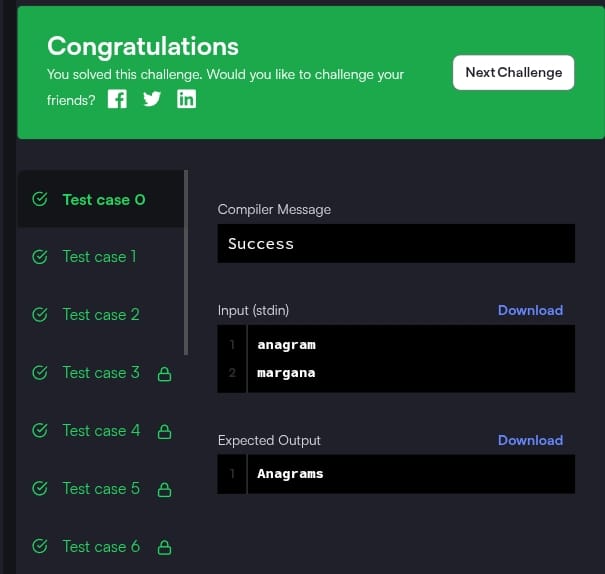 Congratulations
You solved this challenge. Would you like to challenge your
friends?
Next Challenge
Test case 0
Test case 1
Test case 2
Test case 3
Test case 4
Test case 5
Test case 6
Compiler Message
Success
Input (stdin)
Download
1 anagram
2 margana
Expected Output
Download
1 Anagrams